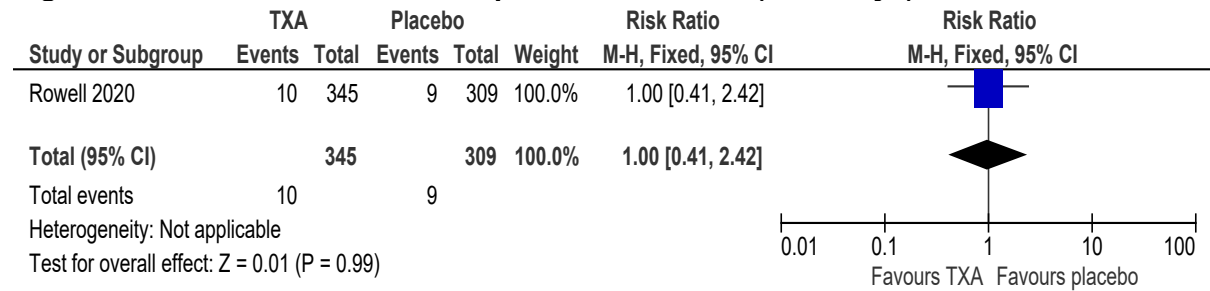 TXA Placebo Risk Ratio Risk Ratio
Study or Subgroup Events Total Events Total Weight M-H, Fixed, 95% CI M-H, Fixed, 95% CI
Rowell 2020 10 345 9 309 100.0% 1.00 [0.41, 2.42]
Total (95% CI) 345 309 100.0% 1.00 [0.41, 2.42]
Total events 10 9
Heterogeneity: Not applicable
Test for overall effect: Z = 0.01 (P = 0.99)
0.01 0.1 1 10 100
Favours TXA Favours placebo